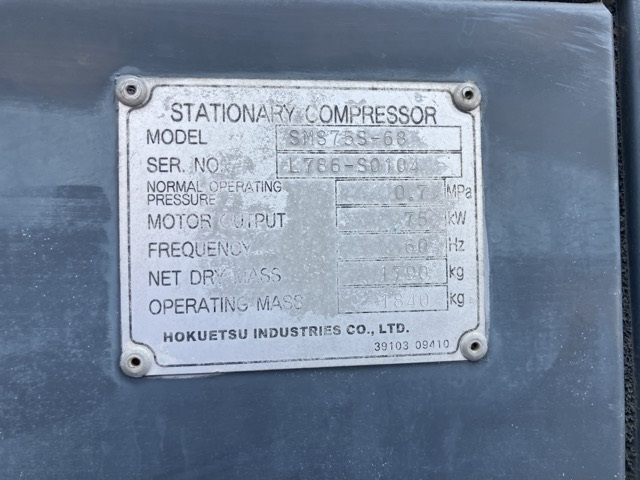 STATIONARY COMPRESSOR
MODEL SMS75S-6B
SER. NO. L786-S0104
NORMAL OPERATING PRESSURE 0.7 MPa
MOTOR OUTPUT 75 kW
FREQUENCY 60 Hz
NET DRY MASS kg
OPERATING MASS 1840 kg
HOKUETSU INDUSTRIES CO., LTD.
39103 09410